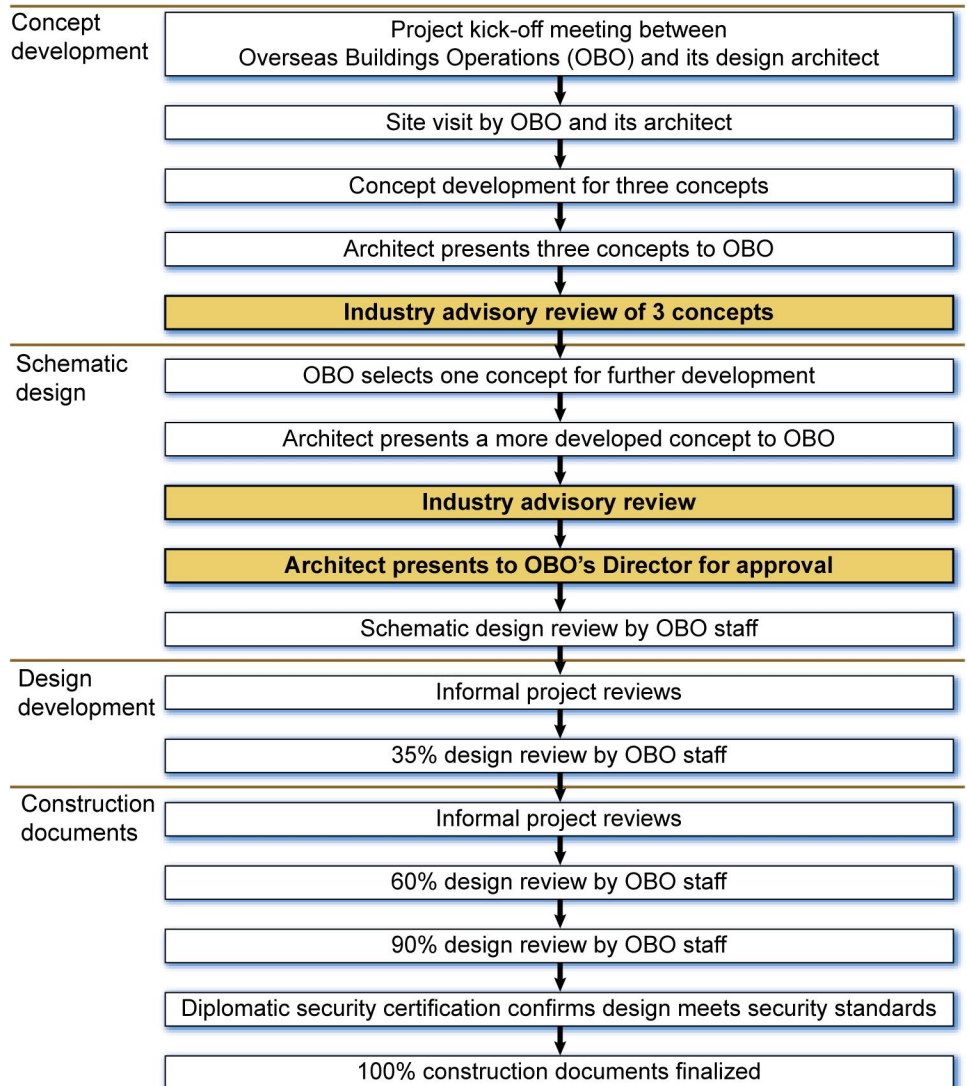 Concept
development
Project kick-off meeting between
Overseas Buildings Operations (OBO) and its design architect
Site visit by OBO and its architect
Concept development for three concepts
Architect presents three concepts to OBO
Industry advisory review of 3 concepts
Schematic
design
OBO selects one concept for further development
Architect presents a more developed concept to OBO
Industry advisory review
Architect presents to OBO’s Director for approval
Schematic design review by OBO staff
Design
development
Informal project reviews
35% design review by OBO staff
Construction
documents
Informal project reviews
60% design review by OBO staff
90% design review by OBO staff
Diplomatic security certification confirms design meets security standards
100% construction documents finalized